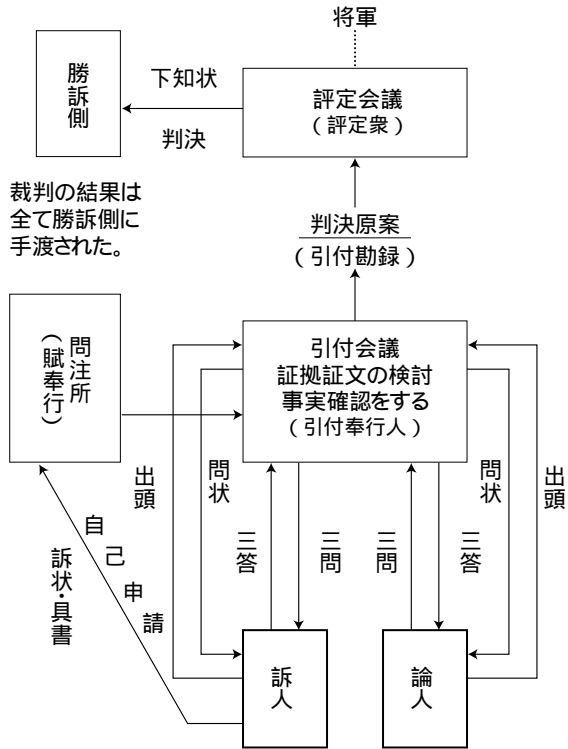 将軍
勝訴側
下知状
判決
評定会議
(評定衆)
裁判の結果は
全て勝訴側に
手渡された。
判決原案
(引付勘録)
問注所
(賦奉行)
引付会議
証拠証文の検討
事実確認をする
(引付奉行人)
出頭
問状
三答
三問
三問
三答
問状
出頭
自己申請
訴状・具書
訴人
論人